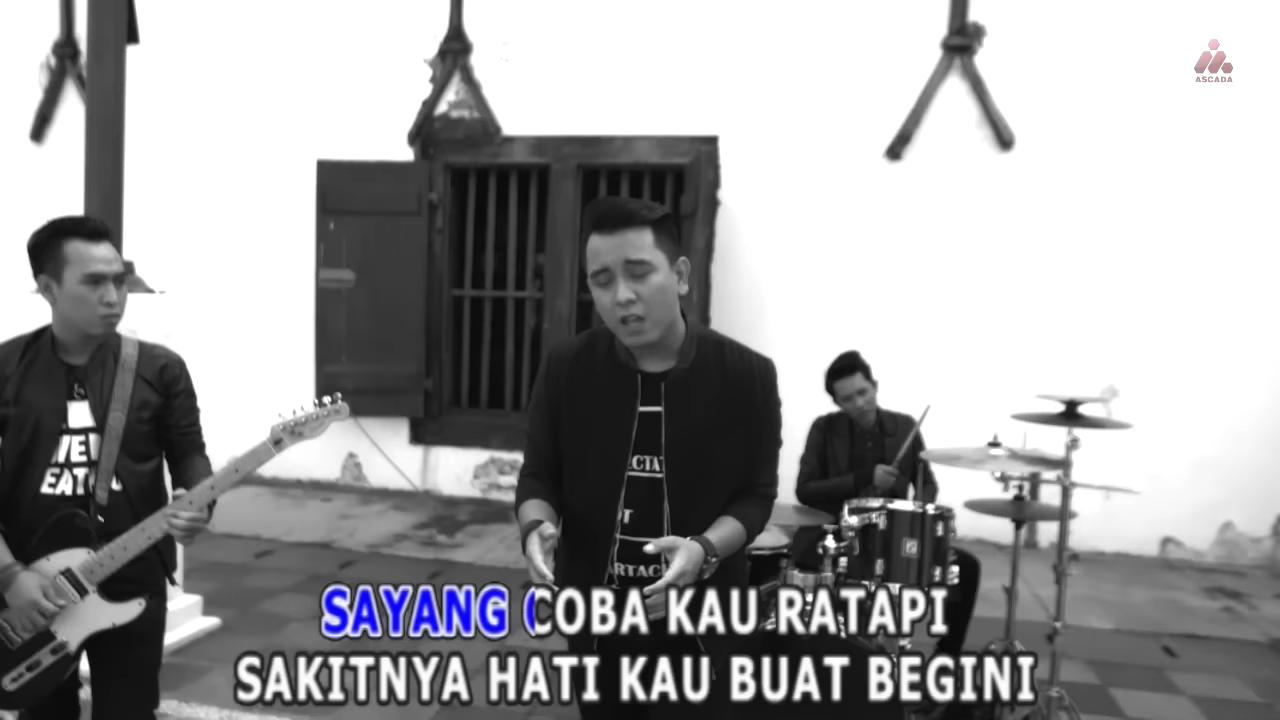 ASCADA
SAYANG COBA KAU RATAPI
SAKITNYA HATI KAU BUAT BEGINI